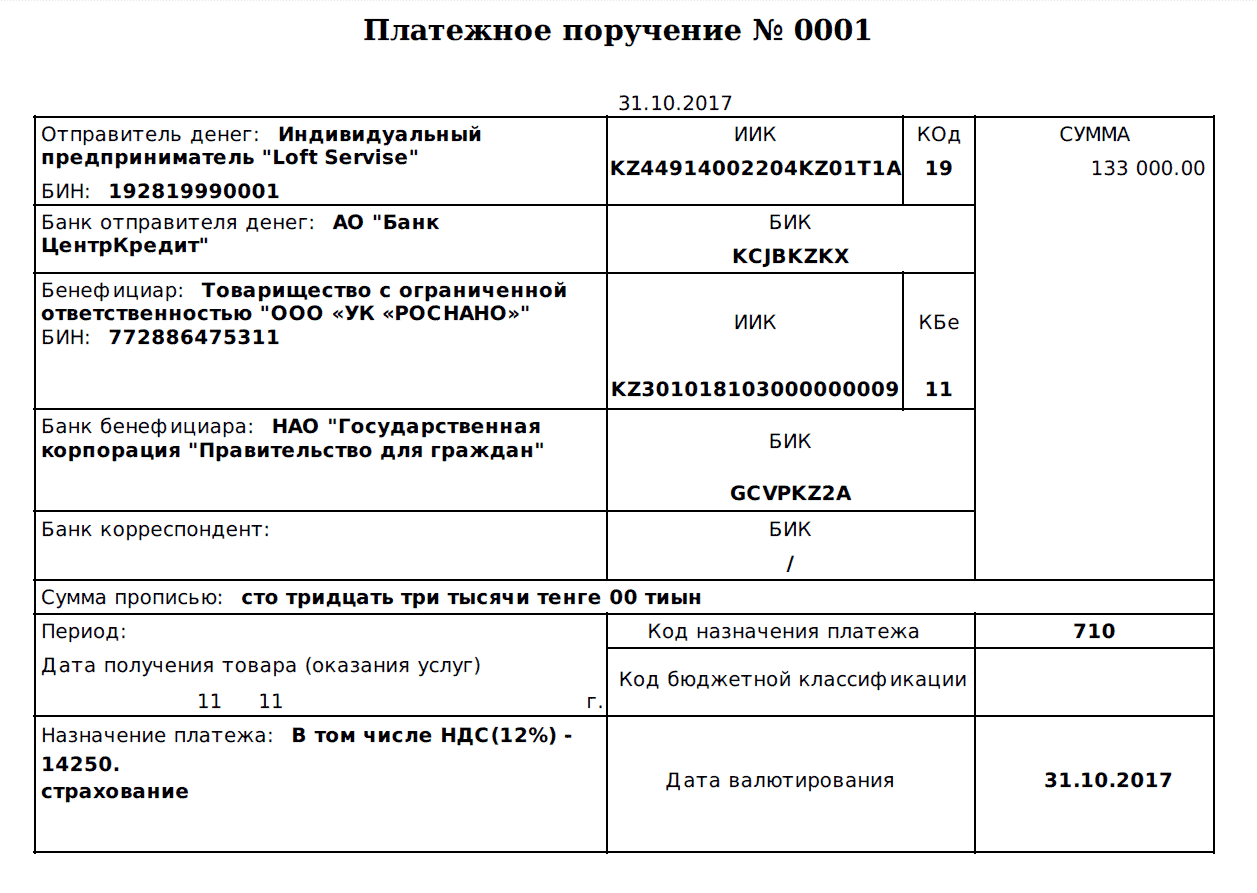 Платежное поручение № 0001
31.10.2017
Отправитель денег: Индивидуальный
предприниматель "Loft Servise"
БИН: 192819990001
ИИК
KZ44914002204KZ01T1A
КОд
19
СУММА
133 000.00
Банк отправителя денег: АО "Банк
ЦентрКредит"
БИК
KCJBKZKX
Бенефициар: Товарищество с ограниченной
ответственностью "ООО «УК «РОСНАНО»"
БИН: 772886475311
ИИК
KZ301018103000000009
КБе
11
Банк бенефициара: НАО "Государственная
корпорация "Правительство для граждан"
БИК
GCVPKZ2A
Банк корреспондент:
БИК
/
Сумма прописью: сто тридцать три тысячи тенге 00 тиын
Период:
Код назначения платежа
710
Дата получения товара (оказания услуг)
11 11 г.
Код бюджетной классификации
Назначение платежа: В том числе НДС(12%) -
14250.
страхование
Дата валютирования
31.10.2017